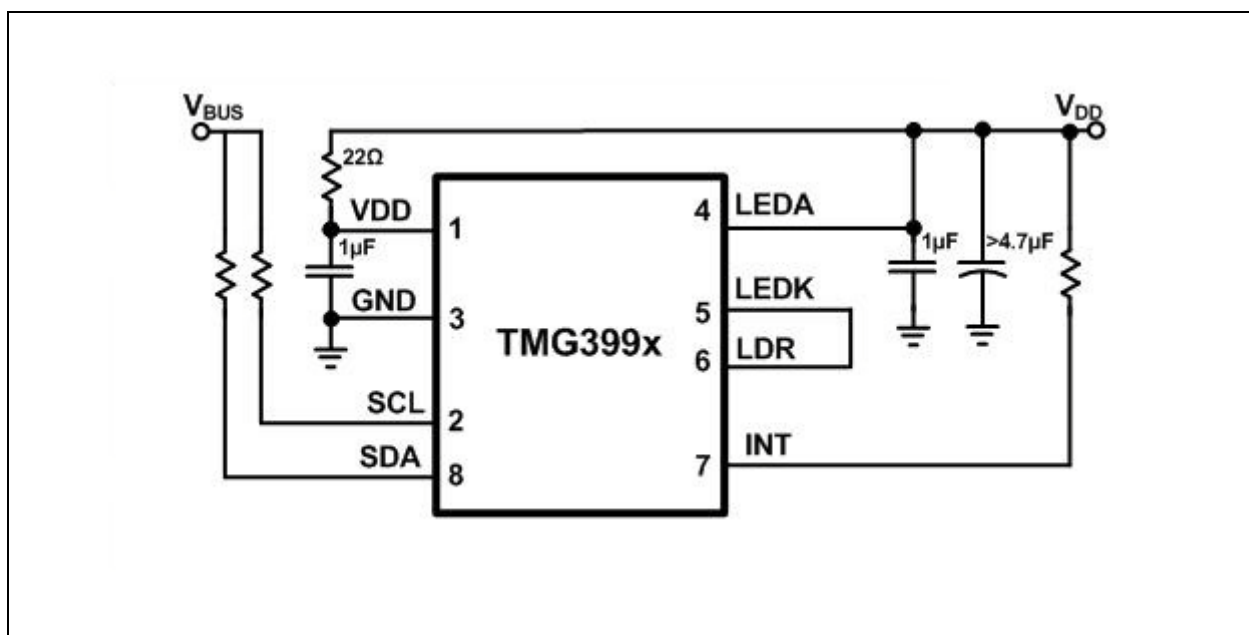 VBUS
VDD
22Ω
VDD
1
1µF
GND
3
TMG399x
SCL
2
SDA
8
4
LEDA
1µF
>4.7µF
LEDK
5
6
LDR
INT
7